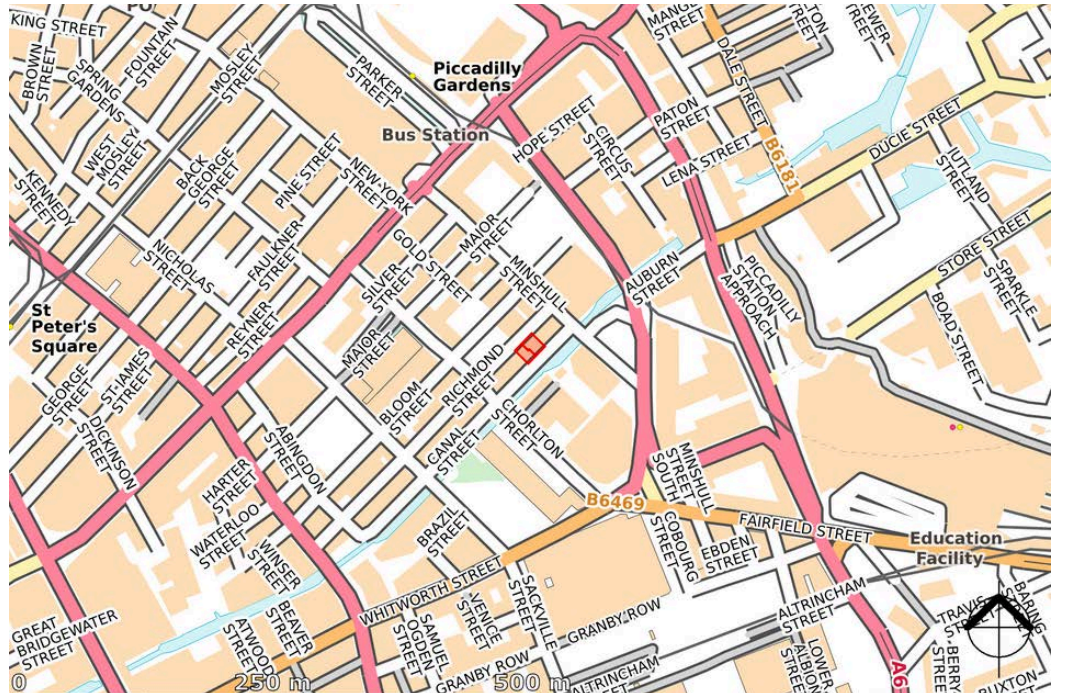 KING STREET
BROWN
STREET
SPRING
GARDENS
FOUNTAIN
STREET
MOSLEY
STREET
WEST
MOSLEY
STREET
BACK
GEORGE
STREET
KENNEDY
STREET
PARKER
STREET
Piccadilly
Gardens
Bus Station
HOPE STREET
CIRCUS
STREET
PATON
STREET
LENA STREET
DALE STREET
B6181
DUCIE STREET
JUTLAND
STREET
STORE STREET
SPARKLE
STREET
BOAD STREET
PICCADILLY
STATION
APPROACH
AUBURN
STREET
PINE STREET
NEW YORK
STREET
GOLD STREET
MAJOR
STREET
MINSHULL
STREET
NICHOLAS
STREET
FAULKNER
STREET
SILVER
STREET
REYNER
STREET
MAJOR
STREET
St
Peter's
Square
GEORGE
STREET
ST JAMES
STREET
DICKINSON
STREET
BLOOM
STREET
RICHMOND
STREET
CANAL
STREET
CHORLTON
STREET
ABINGDON
STREET
HARTER
STREET
WATERLOO
STREET
WINSER
STREET
BEAVER
STREET
ATWOOD
STREET
BRAZIL
STREET
B6469
WHITWORTH STREET
MINSHULL
STREET
SOUTH
COBOURG
STREET
EBDEN
STREET
FAIRFIELD STREET
Education
Facility
ALTRINCHAM
STREET
GRANBY ROW
SACKVILLE
STREET
VENICE
STREET
SAMUEL
OGDEN
STREET
GRANBY ROW
ALTRINCHAM
STREET
LOWER
ALBION
GREAT
BRIDGEWATER
STREET
TRAVIS
STREET
BARING
BERRY
A6
0
250 m
500 m